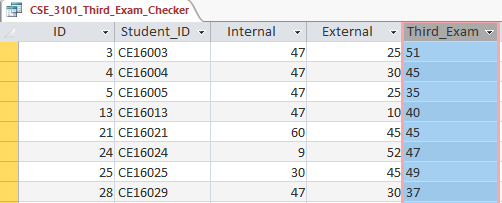 CSE_3101_Third_Exam_Checker
ID Student_ID Internal External Third_Exam
3 CE16003 47 25 51
4 CE16004 47 30 45
5 CE16005 47 25 35
13 CE16013 47 10 40
21 CE16021 60 45 45
24 CE16024 9 52 47
25 CE16025 30 45 49
28 CE16029 47 30 37